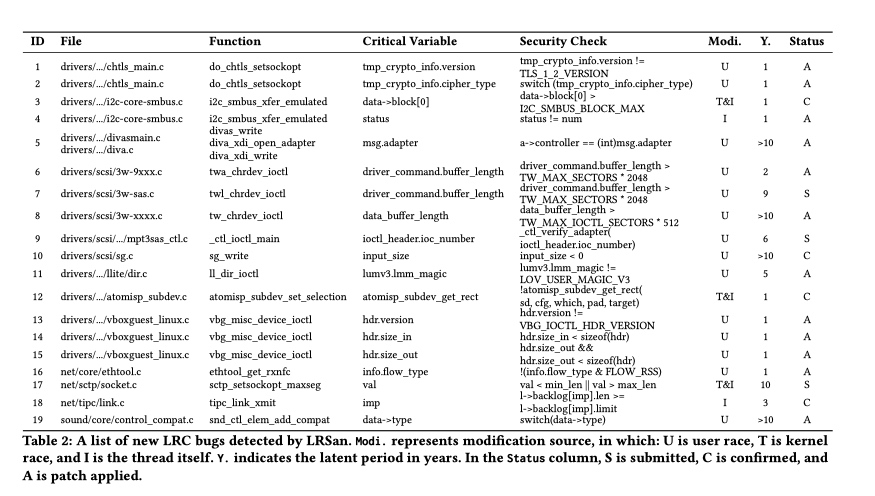 ID File Function Critical Variable Security Check Modi. Y. Status
1 drivers/.../chtls_main.c do_chtls_setsockopt tmp_crypto_info.version tmp_crypto_info.version != TLS_1_2_VERSION U 1 A
2 drivers/.../chtls_main.c do_chtls_setsockopt tmp_crypto_info.cipher_type switch (tmp_crypto_info.cipher_type) U 1 A
3 drivers/.../i2c-core-smbus.c i2c_smbus_xfer_emulated data->block[0] data->block[0] > I2C_SMBUS_BLOCK_MAX T&I 1 C
4 drivers/.../i2c-core-smbus.c i2c_smbus_xfer_emulated status status != num I 1 A
5 drivers/.../divasmain.c drivers/.../diva.c divas_write diva_xdi_open_adapter diva_xdi_write msg.adapter a->controller == (int)msg.adapter U >10 A
6 drivers/scsi/3w-9xxx.c twa_chrdev_ioctl driver_command.buffer_length driver_command.buffer_length > TW_MAX_SECTORS * 2048 U 2 A
7 drivers/scsi/3w-sas.c twl_chrdev_ioctl driver_command.buffer_length driver_command.buffer_length > TW_MAX_SECTORS * 2048 U 9 S
8 drivers/scsi/3w-xxxx.c tw_chrdev_ioctl data_buffer_length data_buffer_length > TW_MAX_IOCTL_SECTORS * 512 U >10 A
9 drivers/scsi/.../mpt3sas_ctl.c _ctl_ioctl_main ioctl_header.ioc_number _ctl_verify_adapter( ioctl_header.ioc_number) U 6 S
10 drivers/scsi/sg.c sg_write input_size input_size < 0 U >10 C
11 drivers/.../llite/dir.c ll_dir_ioctl lumv3.lmm_magic lumv3.lmm_magic != LOV_USER_MAGIC_V3 U 5 A
12 drivers/.../atomisp_subdev.c atomisp_subdev_set_selection atomisp_subdev_get_rect !atomisp_subdev_get_rect( sd, cfg, which, pad, target) T&I 1 C
13 drivers/.../vboxguest_linux.c vbg_misc_device_ioctl hdr.version hdr.version != VBG_IOCTL_HDR_VERSION U 1 A
14 drivers/.../vboxguest_linux.c vbg_misc_device_ioctl hdr.size_in hdr.size_in < sizeof(hdr) U 1 A
15 drivers/.../vboxguest_linux.c vbg_misc_device_ioctl hdr.size_out hdr.size_out && hdr.size_out < sizeof(hdr) U 1 A
16 net/core/ethtool.c ethtool_get_rxnfc info.flow_type !(info.flow_type & FLOW_RSS) U 1 A
17 net/sctp/socket.c sctp_setsockopt_maxseg val val < min_len || val > max_len T&I 10 S
18 net/tipc/link.c tipc_link_xmit imp l->backlog[imp].len >= l->backlog[imp].limit I 3 C
19 sound/core/control_compat.c snd_ctl_elem_add_compat data->type switch(data->type) U >10 A
Table 2: A list of new LRC bugs detected by LRSan. Modi. represents modification source, in which: U is user race, T is kernel
race, and I is the thread itself. Y. indicates the latent period in years. In the Status column, S is submitted, C is confirmed, and
A is patch applied.